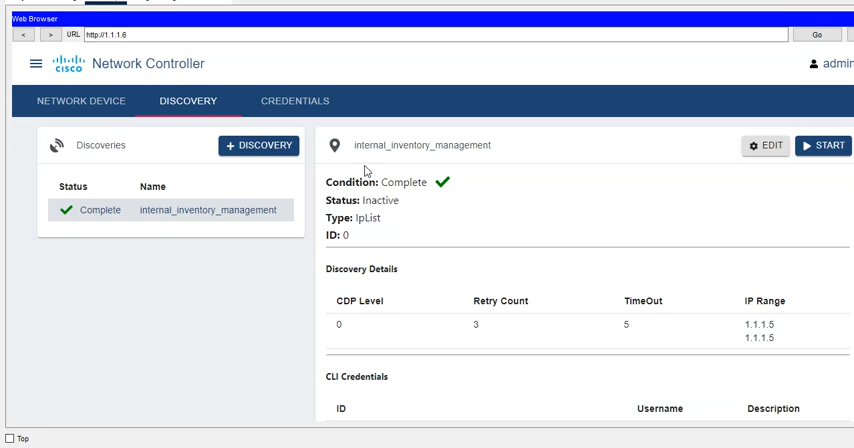 Web Browser
< > URL http://1.1.1.6 Go
CISCO Network Controller admin
NETWORK DEVICE DISCOVERY CREDENTIALS
Discoveries + DISCOVERY
Status Name
Complete internal_inventory_management
internal_inventory_management EDIT START
Condition: Complete
Status: Inactive
Type: IpList
ID: 0
Discovery Details
CDP Level Retry Count TimeOut IP Range
0 3 5 1.1.1.5
1.1.1.5
CLI Credentials
ID Username Description
Top